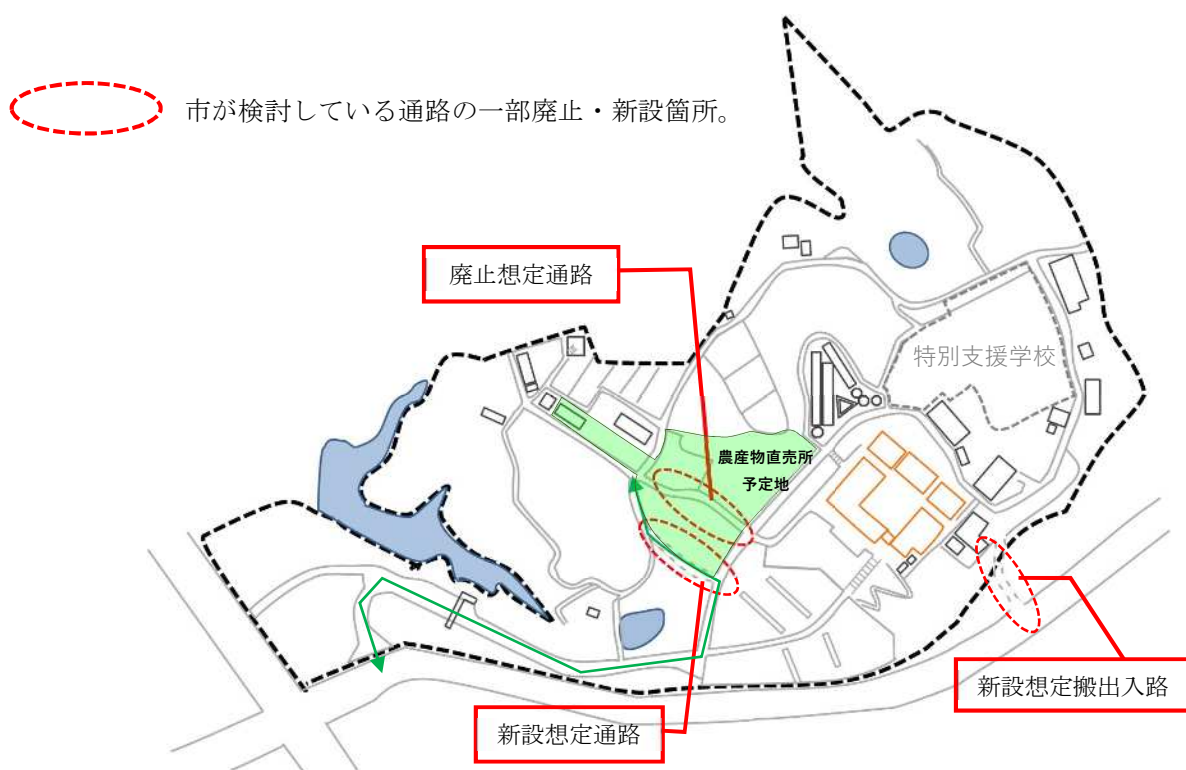 市が検討している通路の一部廃止・新設箇所。
廃止想定通路
特別支援学校
農産物直売所
予定地
新設想定搬出入路
新設想定通路